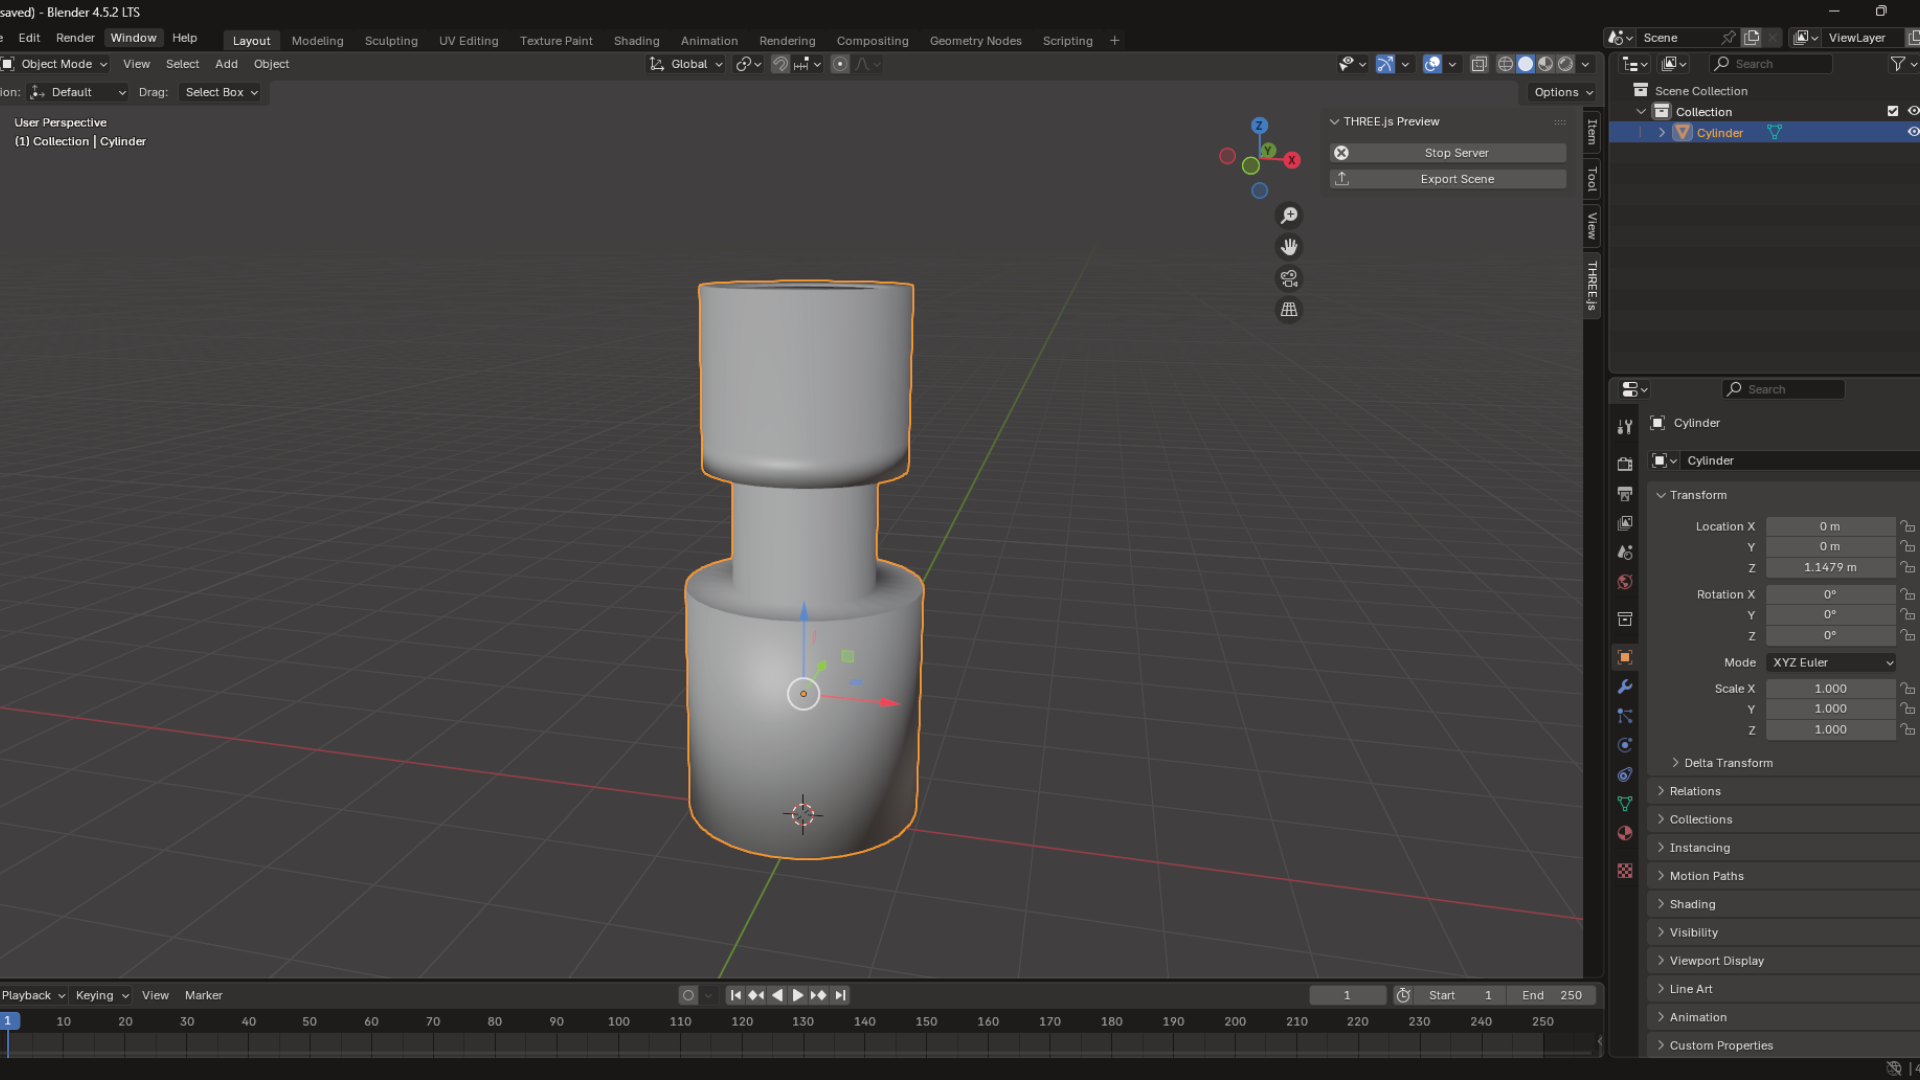 saved) - Blender 4.5.2 LTS
Edit Render Window Help Layout Modeling Sculpting UV Editing Texture Paint Shading Animation Rendering Compositing Geometry Nodes Scripting + Scene ViewLayer
Object Mode View Select Add Object Global Search
ion: Default Drag: Select Box Options
User Perspective
(1) Collection | Cylinder
Z
Y
X
THREE.js Preview
Stop Server
Export Scene
Item
Tool
View
THREE.js
Scene Collection
Collection
Cylinder
Search
Cylinder
Cylinder
Transform
Location X 0 m
Y 0 m
Z 1.1479 m
Rotation X 0°
Y 0°
Z 0°
Mode XYZ Euler
Scale X 1.000
Y 1.000
Z 1.000
Delta Transform
Relations
Collections
Instancing
Motion Paths
Shading
Visibility
Viewport Display
Line Art
Animation
Custom Properties
Playback Keying View Marker 1 Start 1 End 250
1 10 20 30 40 50 60 70 80 90 100 110 120 130 140 150 160 170 180 190 200 210 220 230 240 250